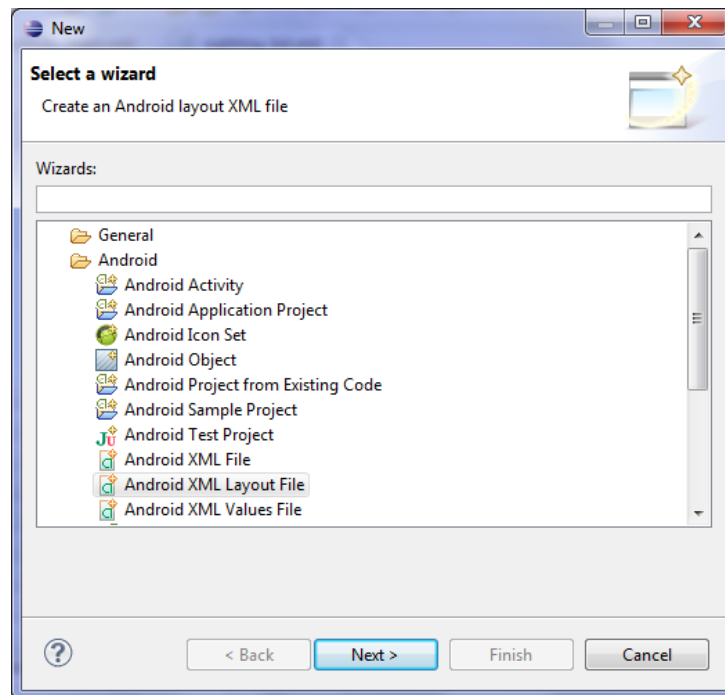 New
Select a wizard
Create an Android layout XML file
Wizards:
General
Android
Android Activity
Android Application Project
Android Icon Set
Android Object
Android Project from Existing Code
Android Sample Project
Android Test Project
Android XML File
Android XML Layout File
Android XML Values File
? < Back Next > Finish Cancel